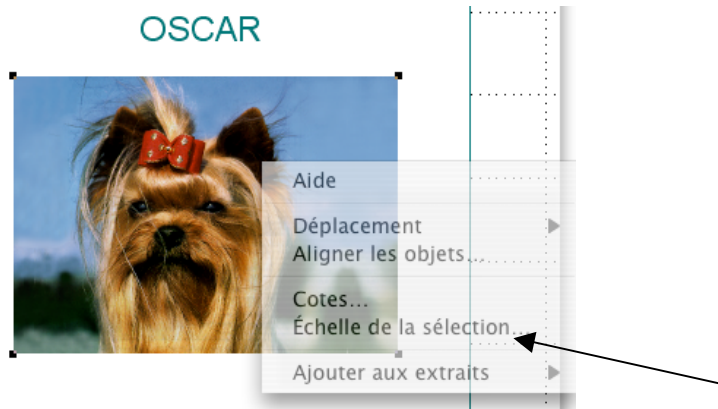 OSCAR
Aide
Déplacement
Aligner les objets...
Cotes...
Échelle de la sélection...
Ajouter aux extraits